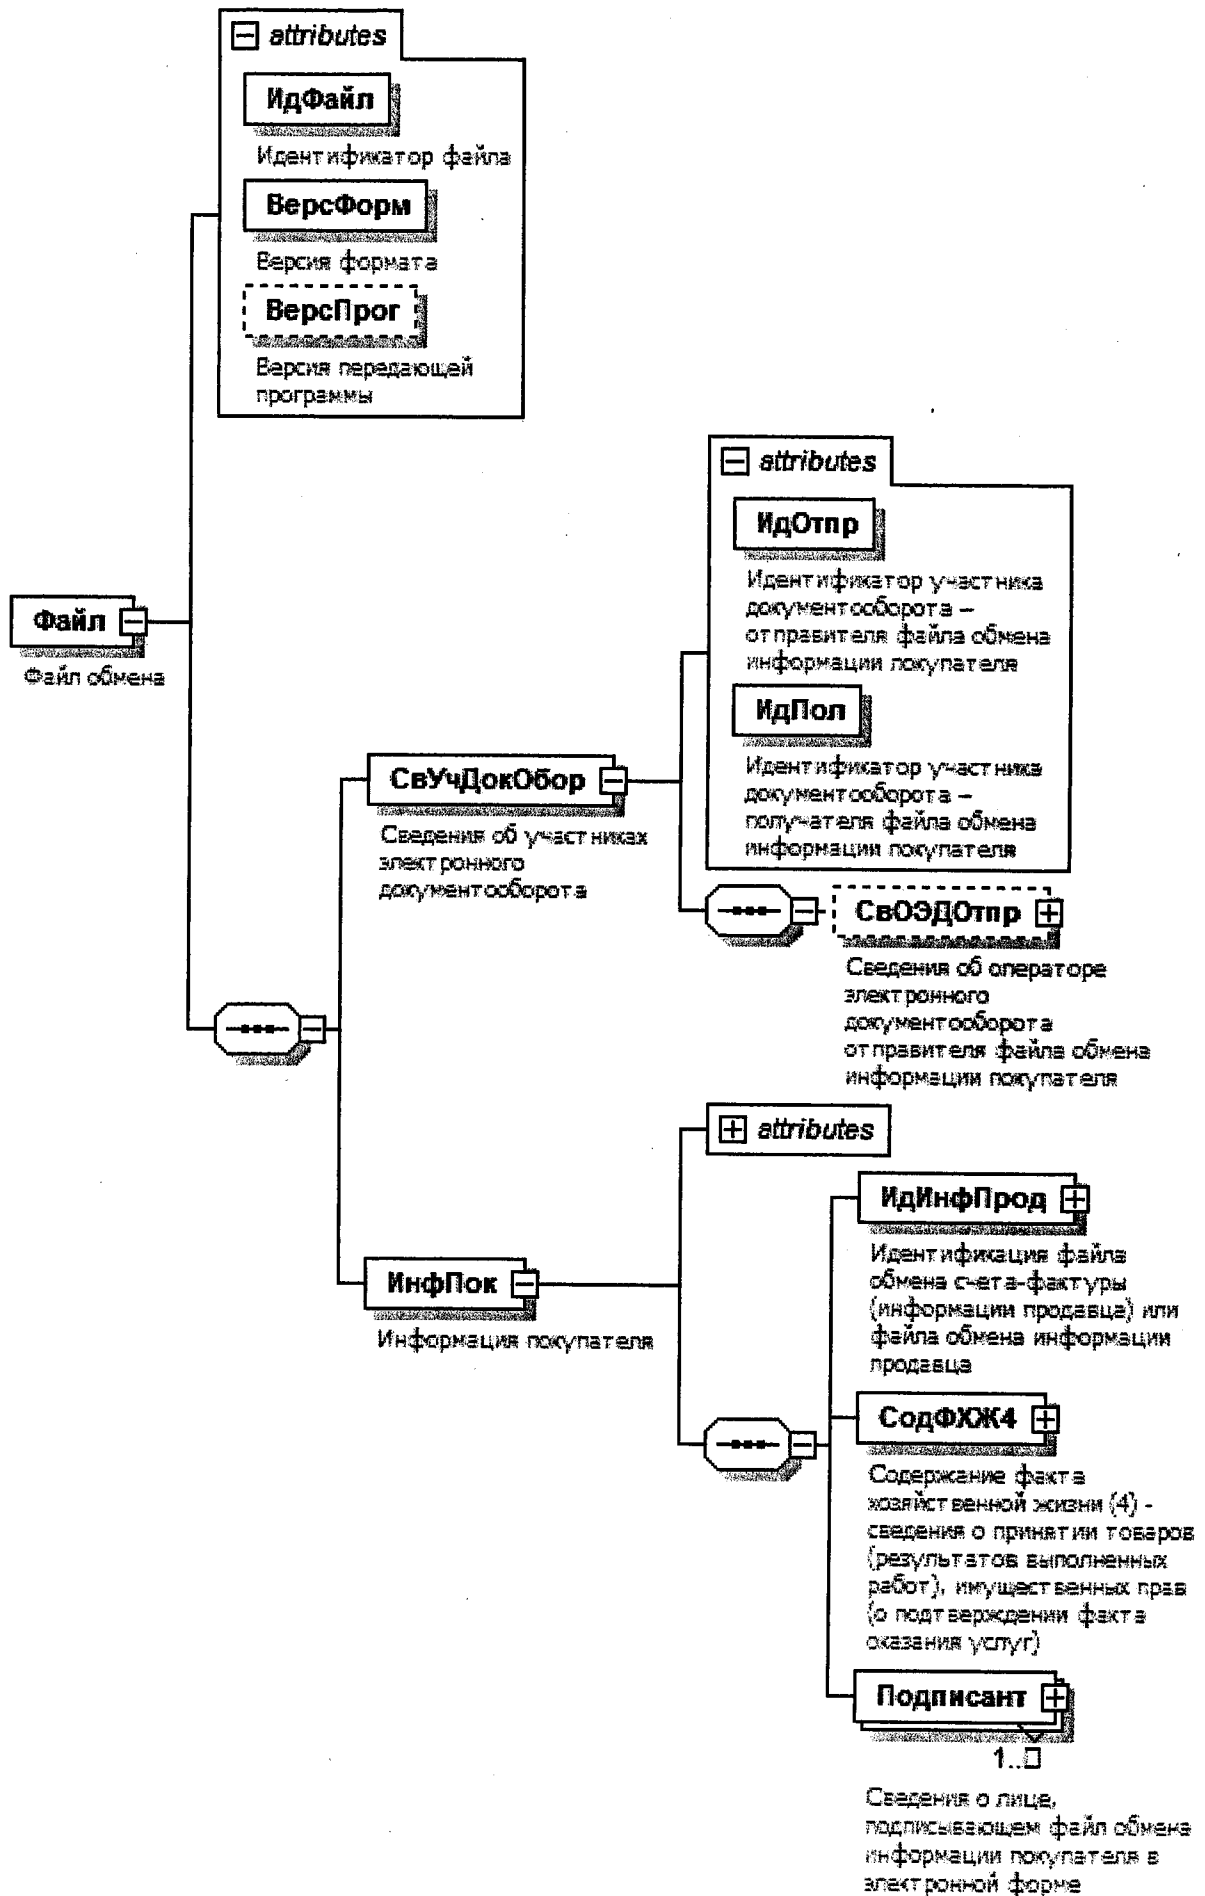 attributes
ИдФайл
Идентификатор файла
ВерсФорм
Версия формата
ВерсПрог
Версия передающей
программы
Файл
Файл обмена
attributes
ИдОтпр
Идентификатор участника
документооборота –
отправителя файла обмена
информации покупателя
ИдПол
Идентификатор участника
документооборота –
получателя файла обмена
информации покупателя
СвУчДокОбор
Сведения об участниках
электронного
документооборота
СвОЭДОтпр
Сведения об операторе
электронного
документооборота
отправителя файла обмена
информации покупателя
attributes
ИдИнфПрод
Идентификация файла
обмена счета-фактуры
(информации продавца) или
файла обмена информации
продавца
ИнфПок
Информация покупателя
СодФХЖ4
Содержание факта
хозяйственной жизни (4) -
сведения о принятии товаров
(результатов выполненных
работ), имущественных прав
(о подтверждении факта
оказания услуг)
Подписант
1..□
Сведения о лице,
подписывающем файл обмена
информации покупателя в
электронной форме